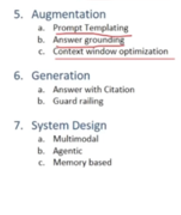 5. Augmentation
a. Prompt Templating
b. Answer grounding
c. Context window optimization
6. Generation
a. Answer with Citation
b. Guard railing
7. System Design
a. Multimodal
b. Agentic
c. Memory based